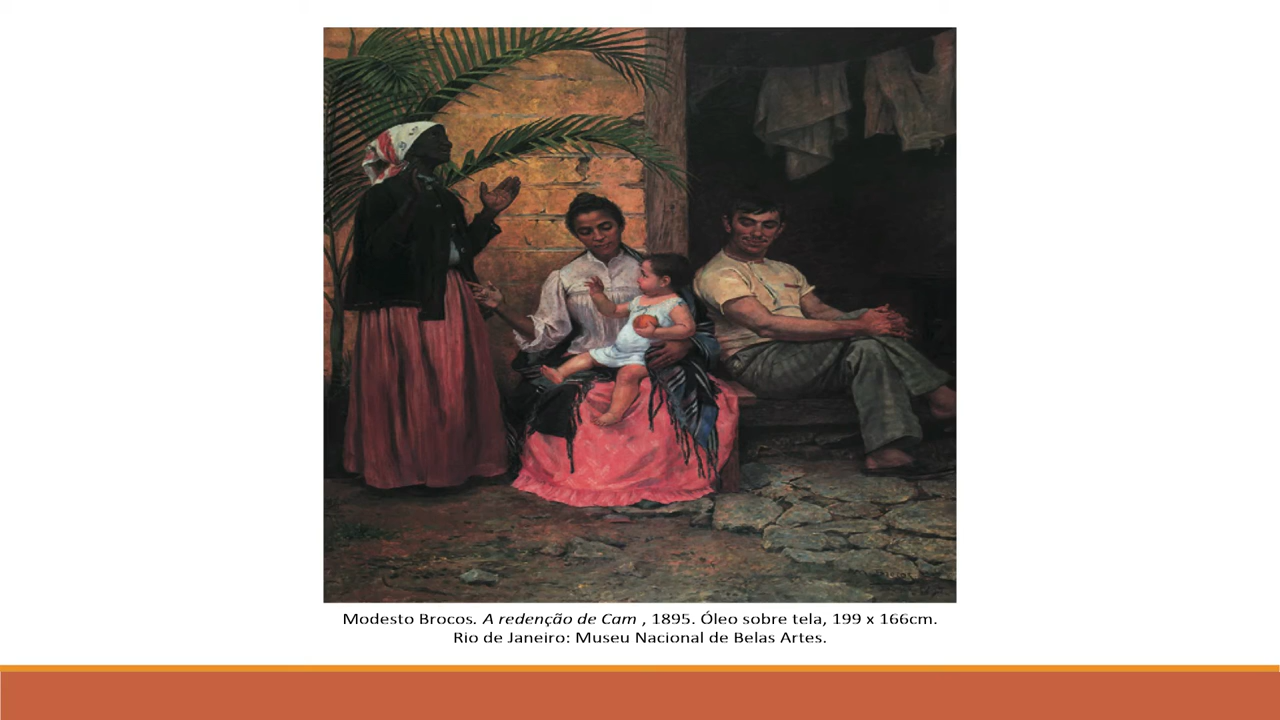 Modesto Brocos. A redenção de Cam , 1895. Óleo sobre tela, 199 x 166cm.
Rio de Janeiro: Museu Nacional de Belas Artes.